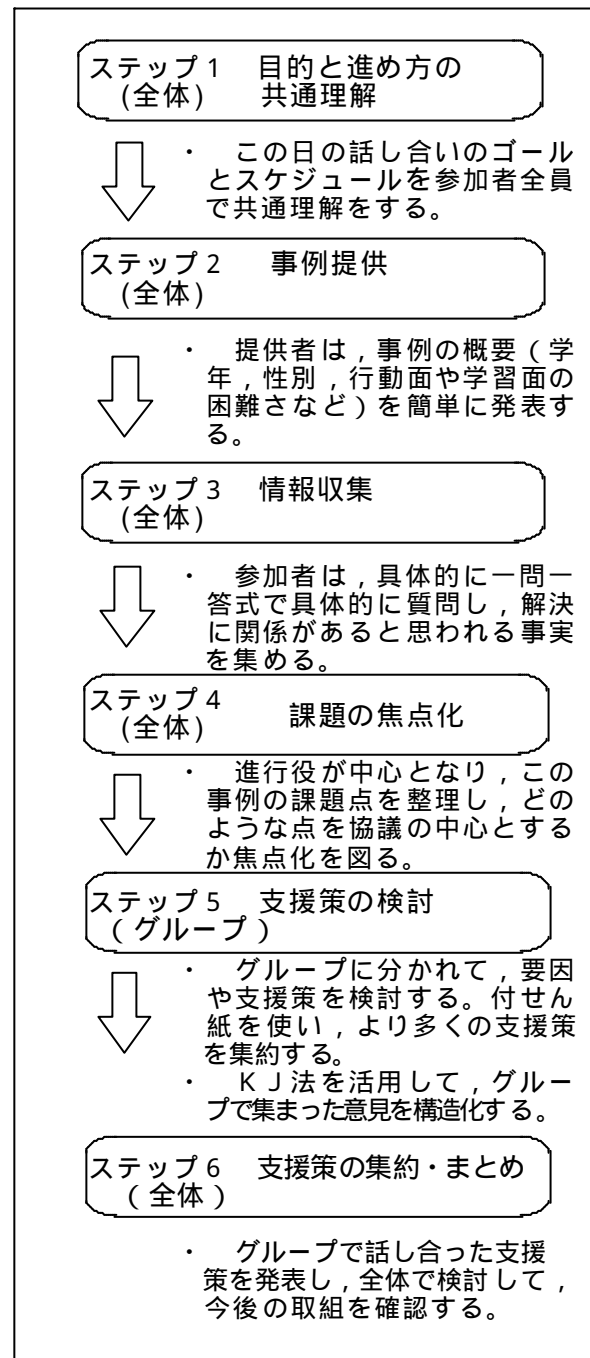 ステップ1 目的と進め方の
(全体) 共通理解
・ この日の話し合いのゴール
とスケジュールを参加者全員
で共通理解をする。
ステップ2 事例提供
(全体)
・ 提供者は，事例の概要（学
年，性別，行動面や学習面の
困難さなど）を簡単に発表す
る。
ステップ3 情報収集
(全体)
・ 参加者は，具体的に一問一
答式で具体的に質問し，解決
に関係があると思われる事実
を集める。
ステップ4 課題の焦点化
(全体)
・ 進行役が中心となり，この
事例の課題点を整理し，どの
ような点を協議の中心とする
か焦点化を図る。
ステップ5 支援策の検討
（グループ）
・ グループに分かれて，要因
や支援策を検討する。付せん
紙を使い，より多くの支援策
を集約する。
・ ＫＪ法を活用して，グルー
プで集まった意見を構造化する。
ステップ6 支援策の集約・まとめ
（全体）
・ グループで話し合った支援
策を発表し，全体で検討して，
今後の取組を確認する。